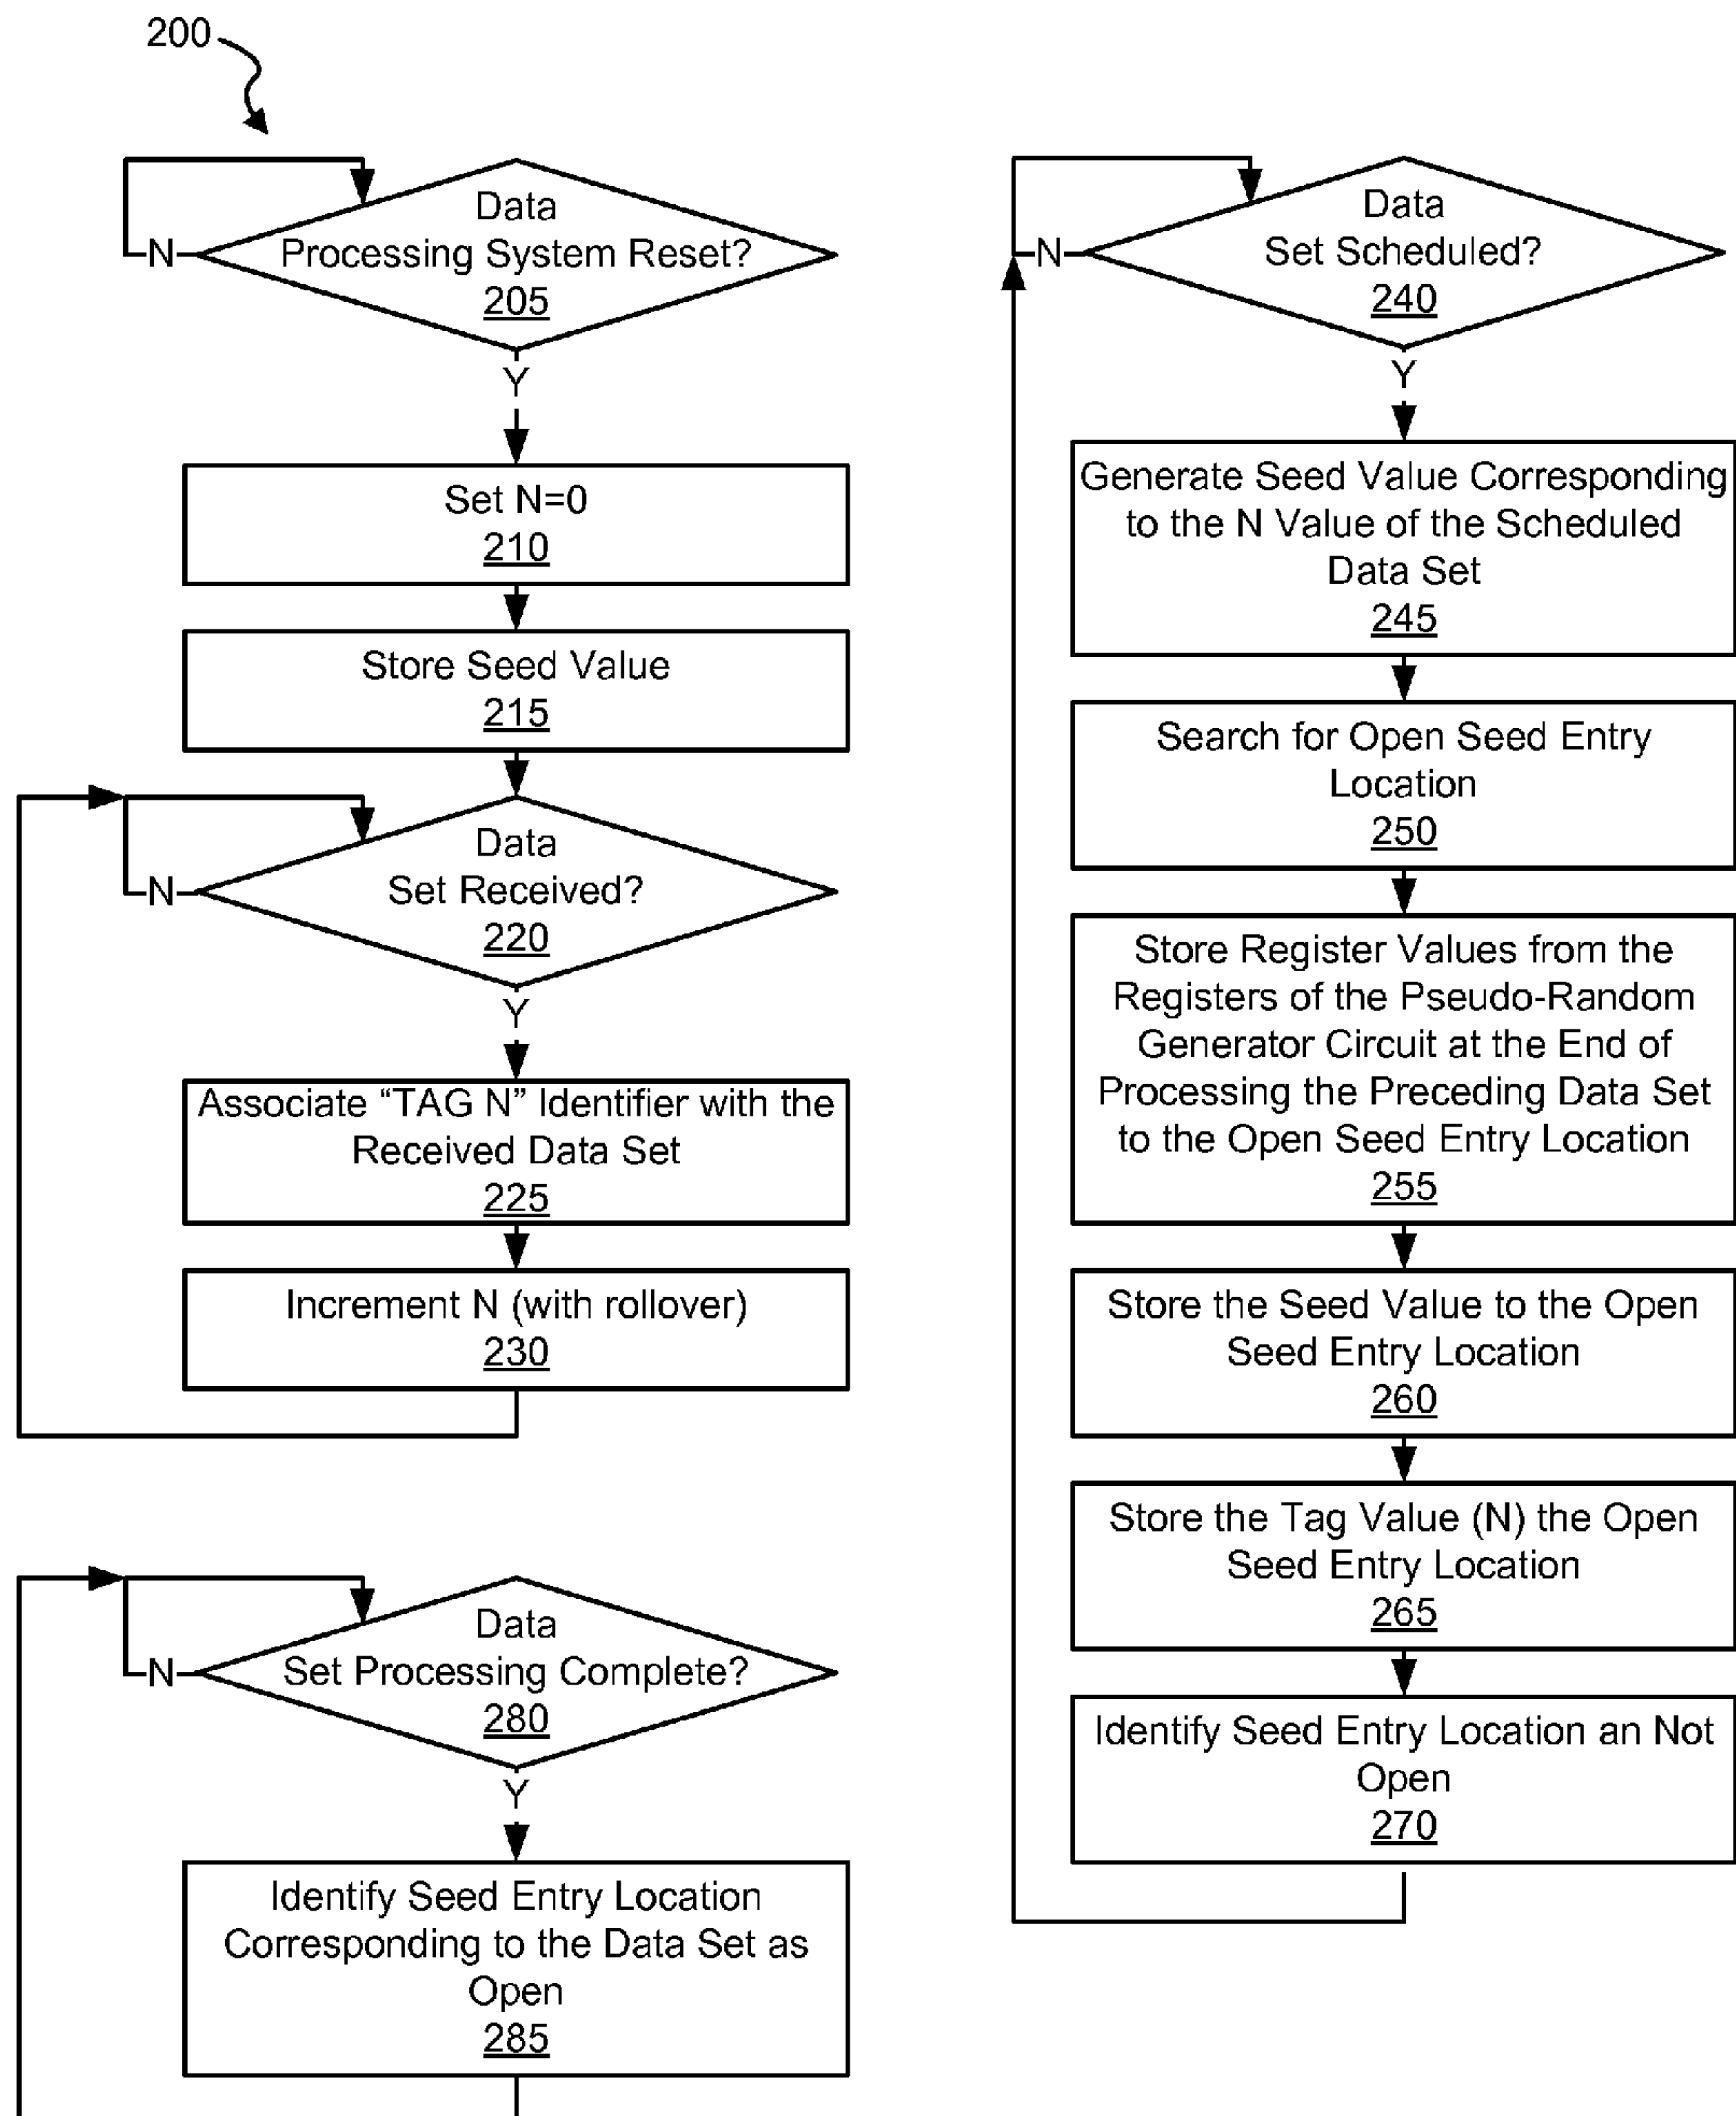 200
Data
Processing System Reset?
205
N
Y
Set N=0
210
Store Seed Value
215
Data
Set Received?
220
N
Y
Associate “TAG N” Identifier with the
Received Data Set
225
Increment N (with rollover)
230
Data
Set Processing Complete?
280
N
Y
Identify Seed Entry Location
Corresponding to the Data Set as
Open
285
Data
Set Scheduled?
240
N
Y
Generate Seed Value Corresponding
to the N Value of the Scheduled
Data Set
245
Search for Open Seed Entry
Location
250
Store Register Values from the
Registers of the Pseudo-Random
Generator Circuit at the End of
Processing the Preceding Data Set
to the Open Seed Entry Location
255
Store the Seed Value to the Open
Seed Entry Location
260
Store the Tag Value (N) the Open
Seed Entry Location
265
Identify Seed Entry Location an Not
Open
270